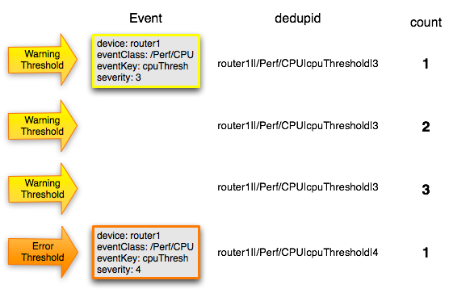 Event dedupid count
Warning
Threshold
device: router1
eventClass: /Perf/CPU
eventKey: cpuThresh
severity: 3
router1||/Perf/CPU|cpuThreshold|3
1
Warning
Threshold
router1||/Perf/CPU|cpuThreshold|3
2
Warning
Threshold
router1||/Perf/CPU|cpuThreshold|3
3
Error
Threshold
device: router1
eventClass: /Perf/CPU
eventKey: cpuThresh
severity: 4
router1||/Perf/CPU|cpuThreshold|4
1